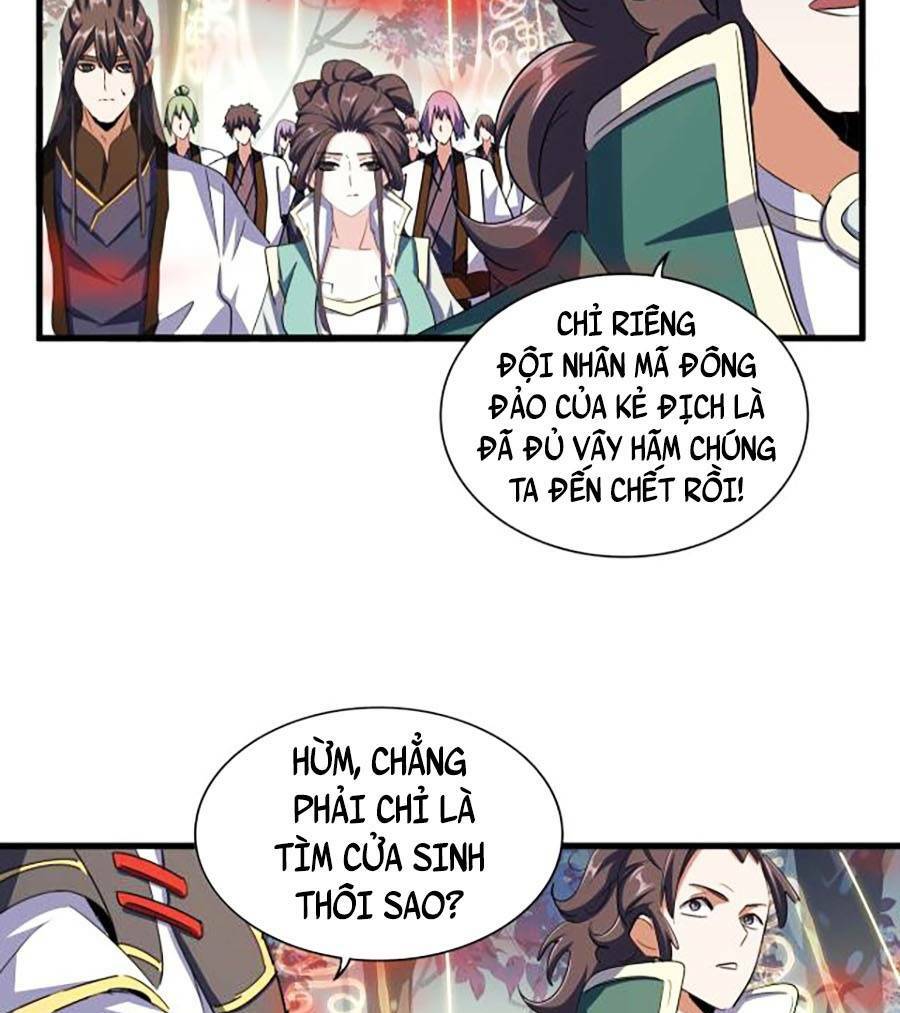 CHỈ RIÊNG
ĐỘI NHÂN MÃ ĐÔNG
ĐẢO CỦA KẺ ĐỊCH LÀ
ĐÃ ĐỦ VÂY HÃM CHÚNG
TA ĐẾN CHẾT RỒI!
HỪM, CHẲNG
PHẢI CHỈ LÀ
TÌM CỬA SINH
THÔI SAO?